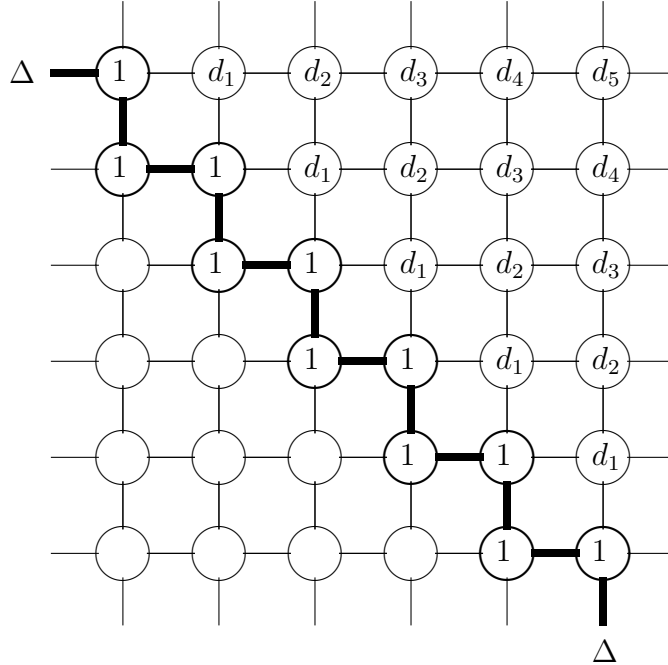 Δ 1 d₁ d₂ d₃ d₄ d₅
1 1 d₁ d₂ d₃ d₄
1 1 d₁ d₂ d₃
1 1 d₁ d₂
1 1 d₁
1 1
Δ